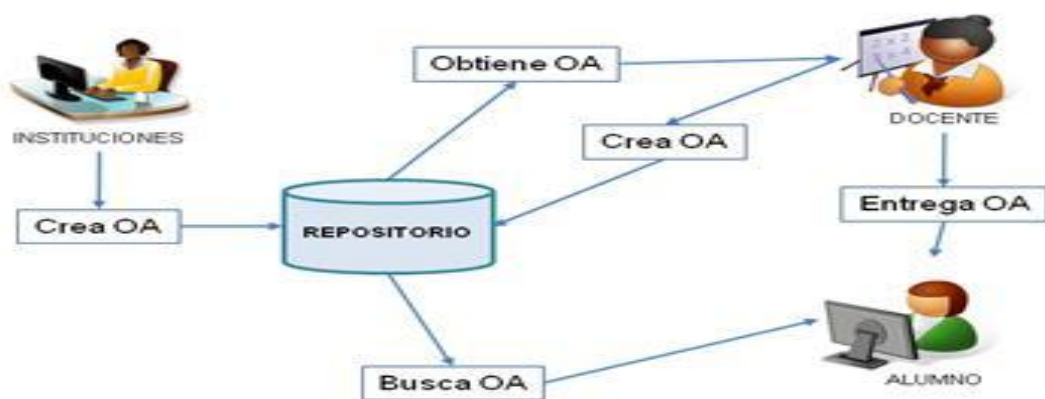 Obtiene OA
DOCENTE
INSTITUCIONES
Crea OA
Crea OA
Entrega OA
REPOSITORIO
Busca OA
ALUMNO